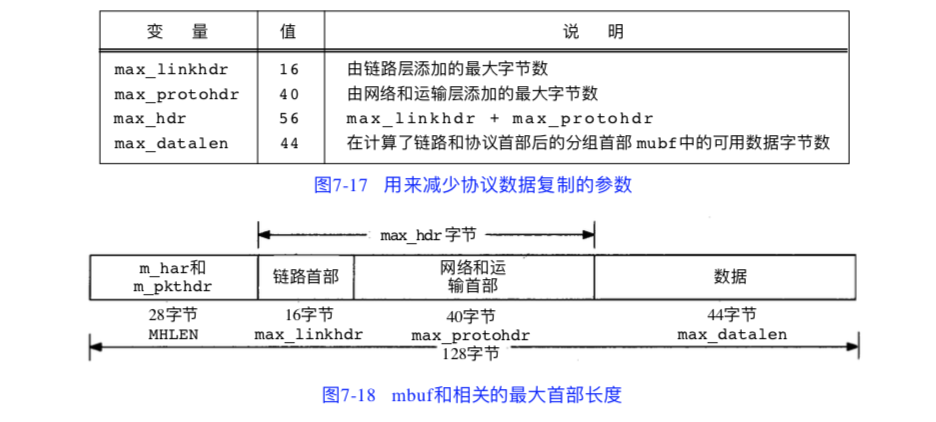 变 量 值 说 明
max_linkhdr 16 由链路层添加的最大字节数
max_protohdr 40 由网络和运输层添加的最大字节数
max_hdr 56 max_linkhdr + max_protohdr
max_datalen 44 在计算了链路和协议首部后的分组首部 mubf中的可用数据字节数
图7-17 用来减少协议数据复制的参数
max_hdr 字节
m_har和
m_pkthdr
链路首部
网络和运
输首部
数据
28字节 16字节 40字节 44字节
MHLEN max_linkhdr max_protohdr max_datalen
128字节
图7-18 mbuf和相关的最大首部长度